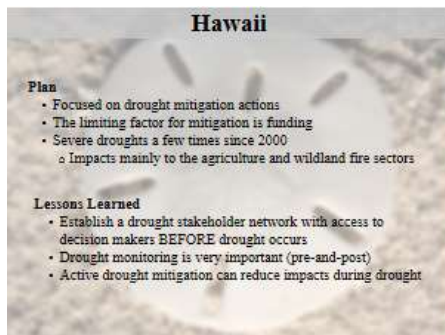 Hawaii
Plan
• Focused on drought mitigation actions
• The limiting factor for mitigation is funding
• Severe droughts a few times since 2000
o Impacts mainly to the agriculture and wildland fire sectors
Lessons Learned
• Establish a drought stakeholder network with access to
decision makers BEFORE drought occurs
• Drought monitoring is very important (pre-and-post)
• Active drought mitigation can reduce impacts during drought